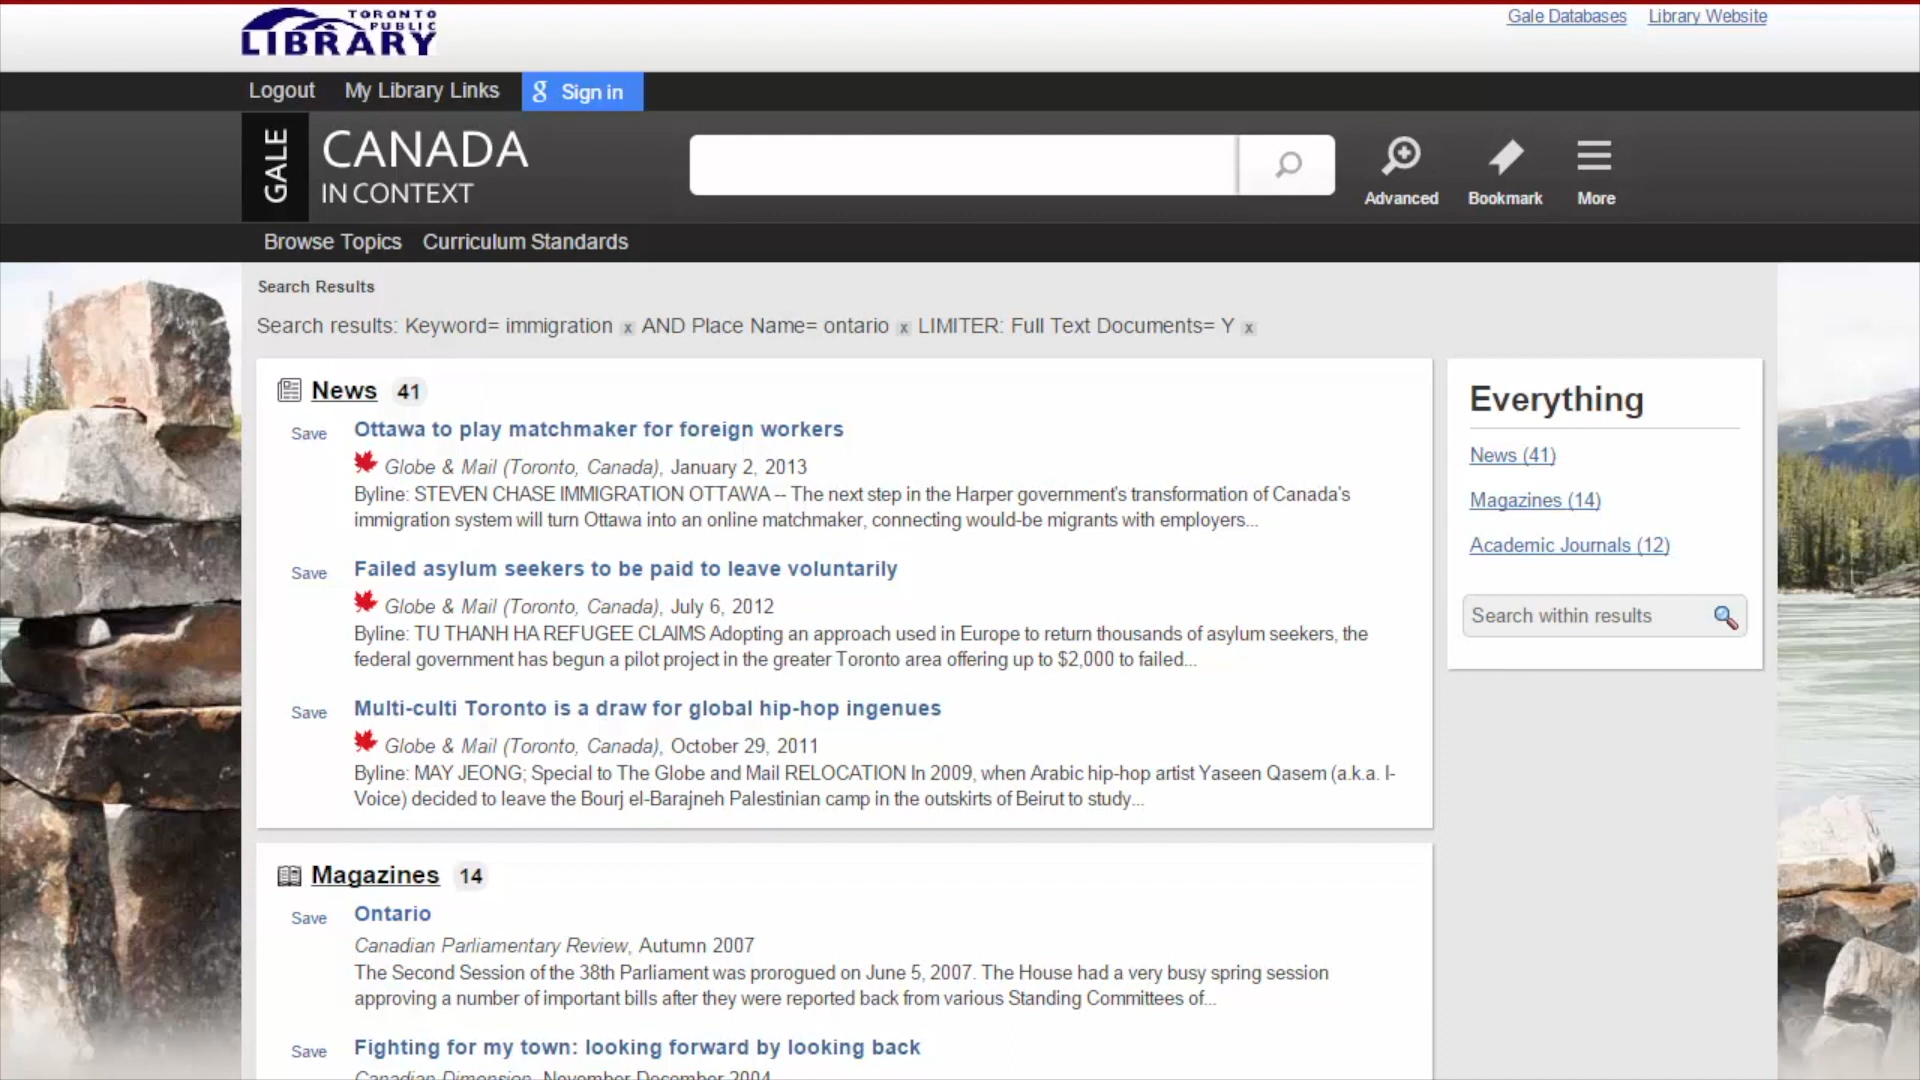 TORONTO
PUBLIC
LIBRARY
Gale Databases Library Website
Logout My Library Links g Sign in
GALE
CANADA
IN CONTEXT
Advanced Bookmark More
Browse Topics Curriculum Standards
Search Results
Search results: Keyword= immigration x AND Place Name= ontario x LIMITER: Full Text Documents= Y x
News 41
Save Ottawa to play matchmaker for foreign workers
Globe & Mail (Toronto, Canada), January 2, 2013
Byline: STEVEN CHASE IMMIGRATION OTTAWA -- The next step in the Harper government's transformation of Canada's
immigration system will turn Ottawa into an online matchmaker, connecting would-be migrants with employers...
Save Failed asylum seekers to be paid to leave voluntarily
Globe & Mail (Toronto, Canada), July 6, 2012
Byline: TU THANH HA REFUGEE CLAIMS Adopting an approach used in Europe to return thousands of asylum seekers, the
federal government has begun a pilot project in the greater Toronto area offering up to $2,000 to failed...
Save Multi-culti Toronto is a draw for global hip-hop ingenues
Globe & Mail (Toronto, Canada), October 29, 2011
Byline: MAY JEONG; Special to The Globe and Mail RELOCATION In 2009, when Arabic hip-hop artist Yaseen Qasem (a.k.a. I-
Voice) decided to leave the Bourj el-Barajneh Palestinian camp in the outskirts of Beirut to study...
Magazines 14
Save Ontario
Canadian Parliamentary Review, Autumn 2007
The Second Session of the 38th Parliament was prorogued on June 5, 2007. The House had a very busy spring session
approving a number of important bills after they were reported back from various Standing Committees of...
Save Fighting for my town: looking forward by looking back
Canadian Dimension, November-December 2004
Everything
News (41)
Magazines (14)
Academic Journals (12)
Search within results